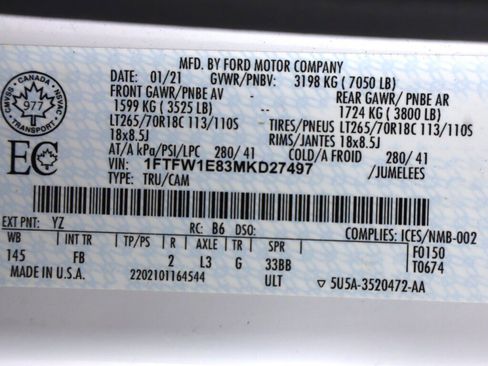 MFD. BY FORD MOTOR COMPANY
DATE: 01/21 GVWR/PNBV: 3198 KG ( 7050 LB)
FRONT GAWR/ PNBE AV REAR GAWR/ PNBE AR
1599 KG ( 3525 LB) 1724 KG ( 3800 LB)
LT265/70R18C 113/110S TIRES/PNEUS LT265/70R18C 113/110S
18x8.5J RIMS/JANTES 18x8.5J
AT/A kPa/PSI/LPC 280/ 41 COLD/A FROID 280/ 41
VIN: 1FTFW1E83MKD27497 /JUMELEES
TYPE: TRU/CAM
CANADA
CMVSS 977 NSVAC
TRANSPORT
EC
EXT PNT: YZ RC: B6 DSO: COMPLIES: ICES/NMB-002
WB INT TR TP/PS R AXLE TR SPR F0150
145 FB 2 L3 G 33BB T0674
MADE IN U.S.A. 2202101164544 ULT ▽ 5U5A-3520472-AA